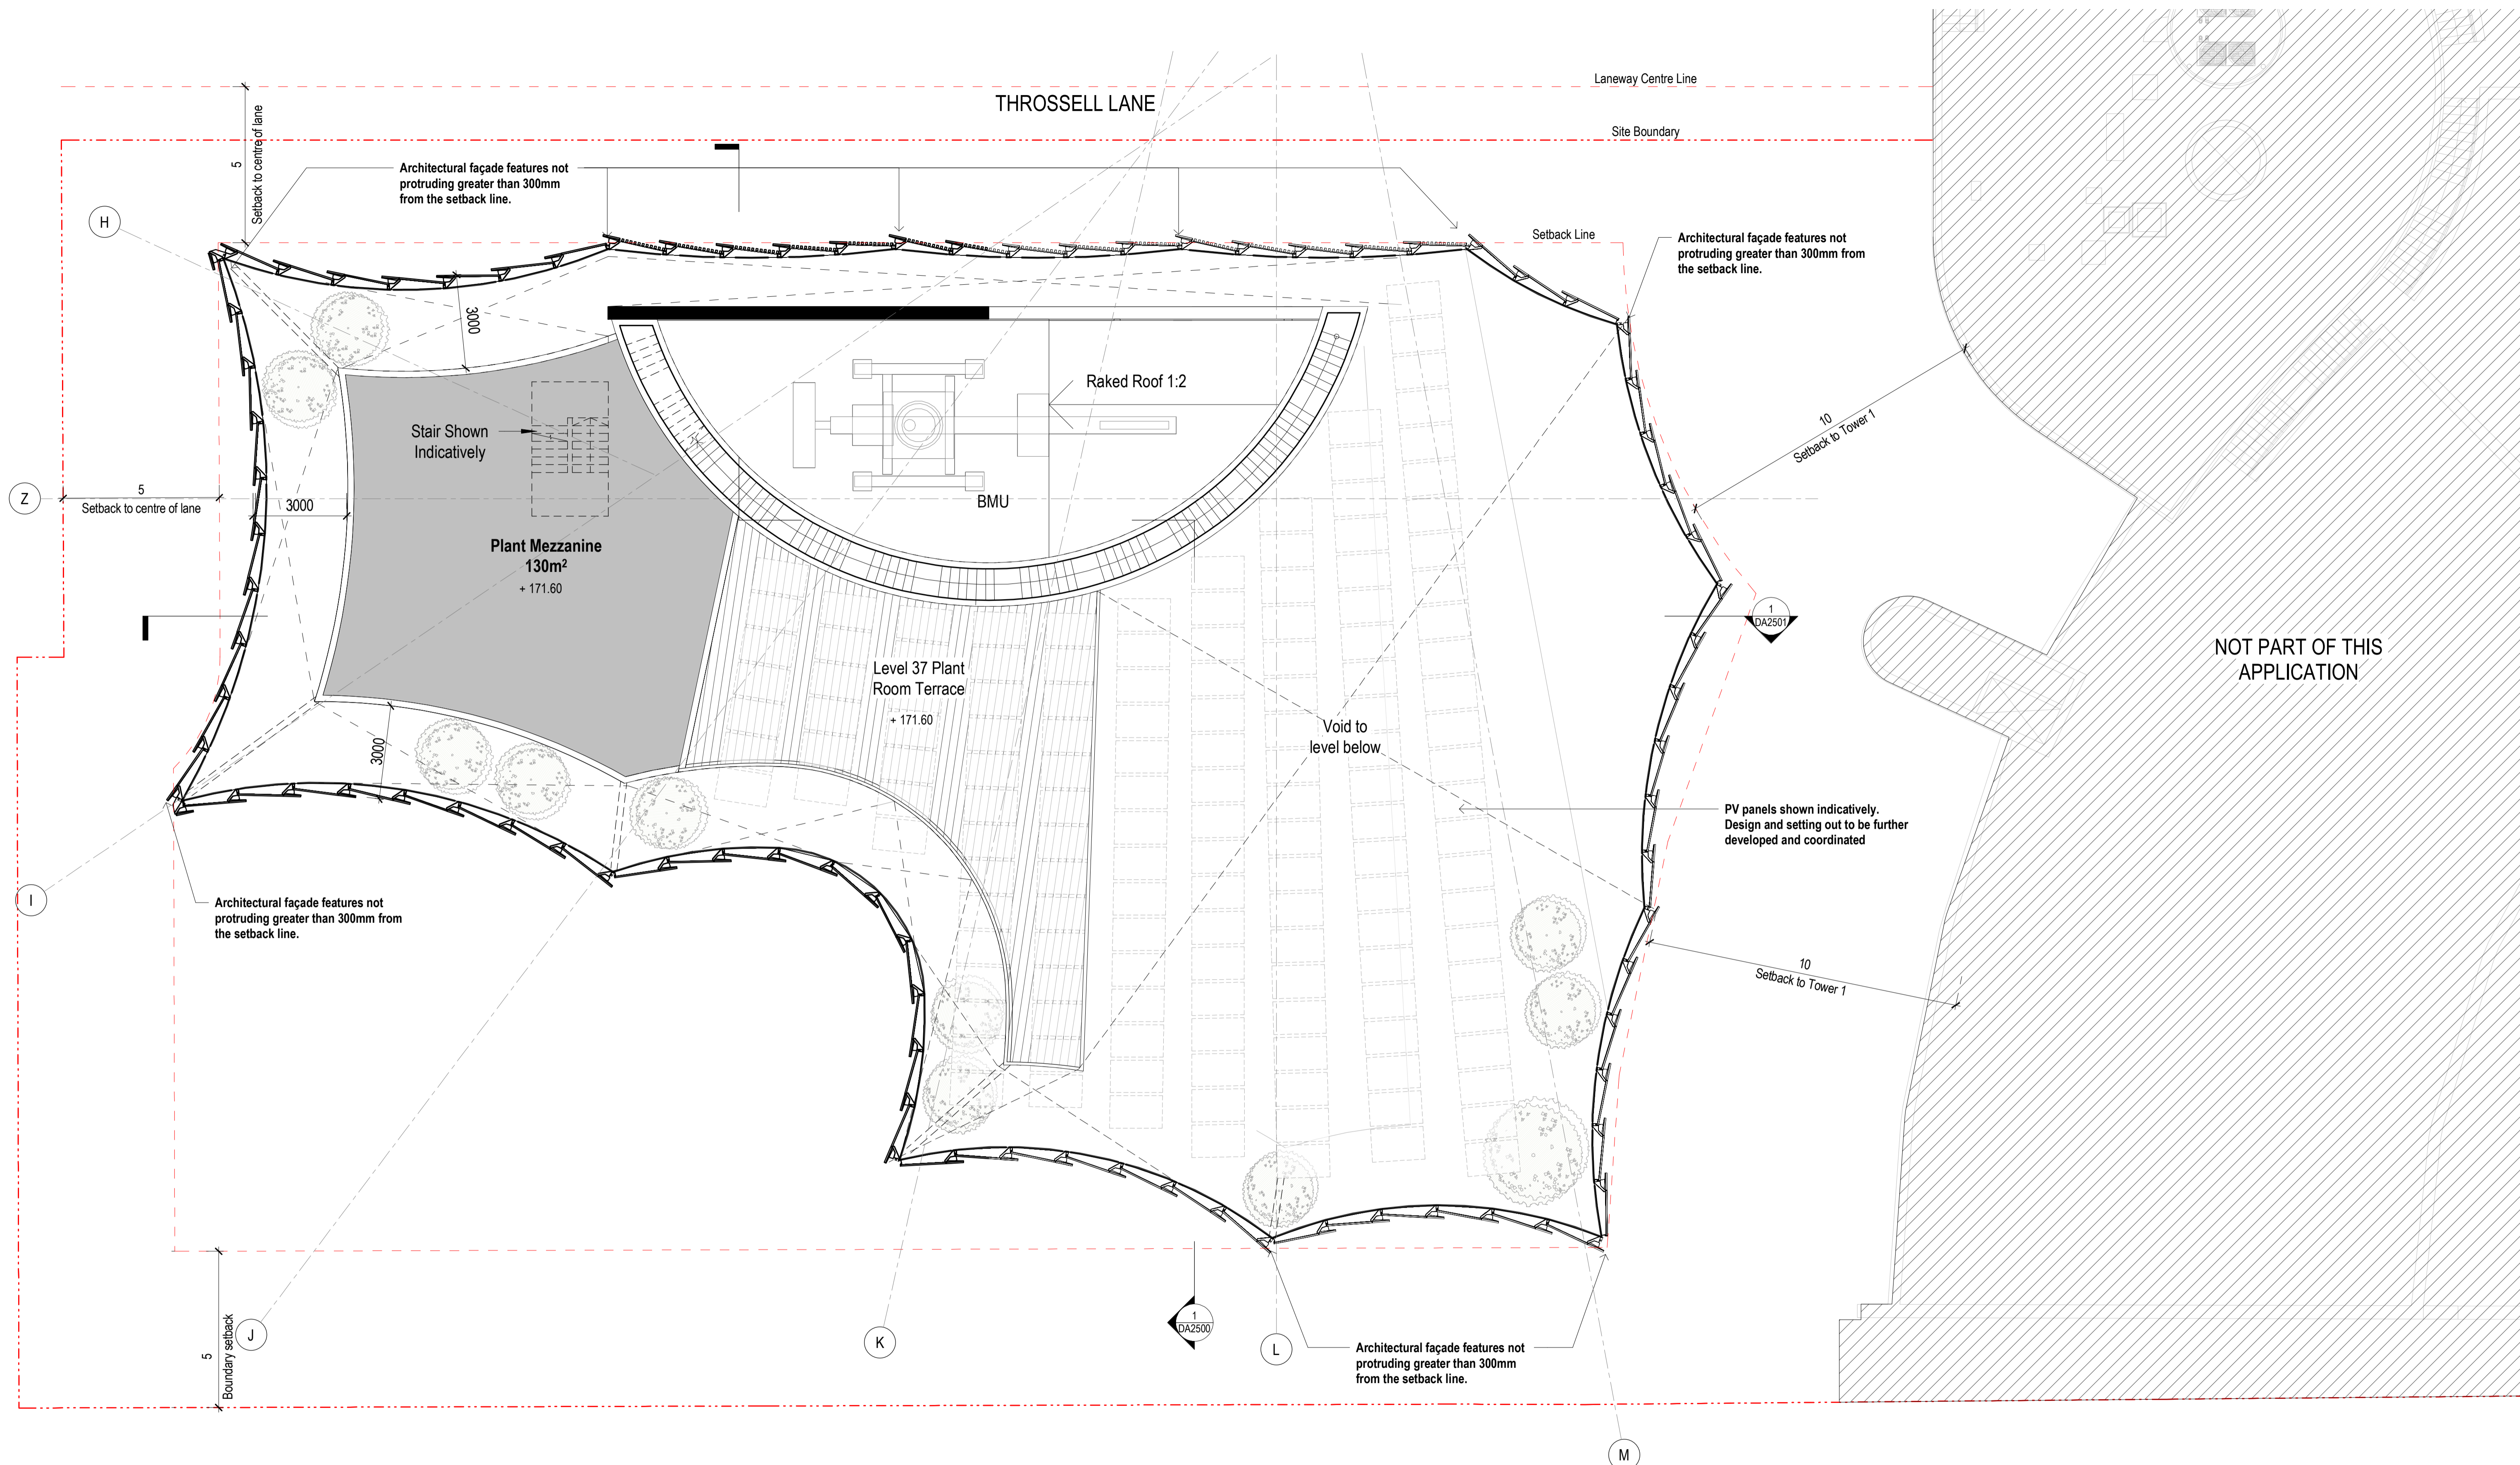 Laneway Centre Line
THROSSELL LANE
Site Boundary
5
Setback to centre of lane
Architectural façade features not
protruding greater than 300mm
from the setback line.
H
Setback Line
Architectural façade features not
protruding greater than 300mm from
the setback line.
3000
Raked Roof 1:2
10
Setback to Tower 1
Stair Shown
Indicatively
Z
5
Setback to centre of lane
3000
BMU
Plant Mezzanine
130m²
+ 171.60
1
DA2501
NOT PART OF THIS
APPLICATION
Level 37 Plant
Room Terrace
+ 171.60
Void to
level below
3000
PV panels shown indicatively.
Design and setting out to be further
developed and coordinated
I
Architectural façade features not
protruding greater than 300mm from
the setback line.
10
Setback to Tower 1
5
Boundary setback
J
K
1
DA2500
L
Architectural façade features not
protruding greater than 300mm
from the setback line.
M